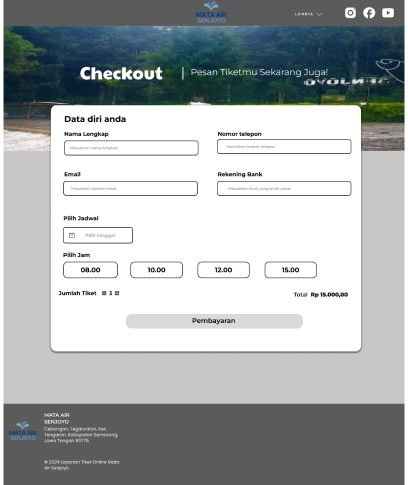 MATA AIR
SENJOYO
LAINNYA
Checkout
Pesan Tiketmu Sekarang Juga!
Data diri anda
Nama Lengkap
Nomor telepon
Masukkan nama lengkap
Masukkan nomor telepon
Email
Rekening Bank
Masukkan alamat email
Masukkan bank yang anda pakai
Pilih Jadwal
Pilih tanggal
Pilih Jam
08.00
10.00
12.00
15.00
Jumlah Tiket
3
Total Rp 15.000,00
Pembayaran
MATA AIR
SENJOYO
MATA AIR
SENJOYO
Gebongan, Tegalwaton, Kec.
Tengaran, Kabupaten Semarang,
Jawa Tengah 50775
© 2024 Layanan Tiket Online Mata
Air Senjoyo.